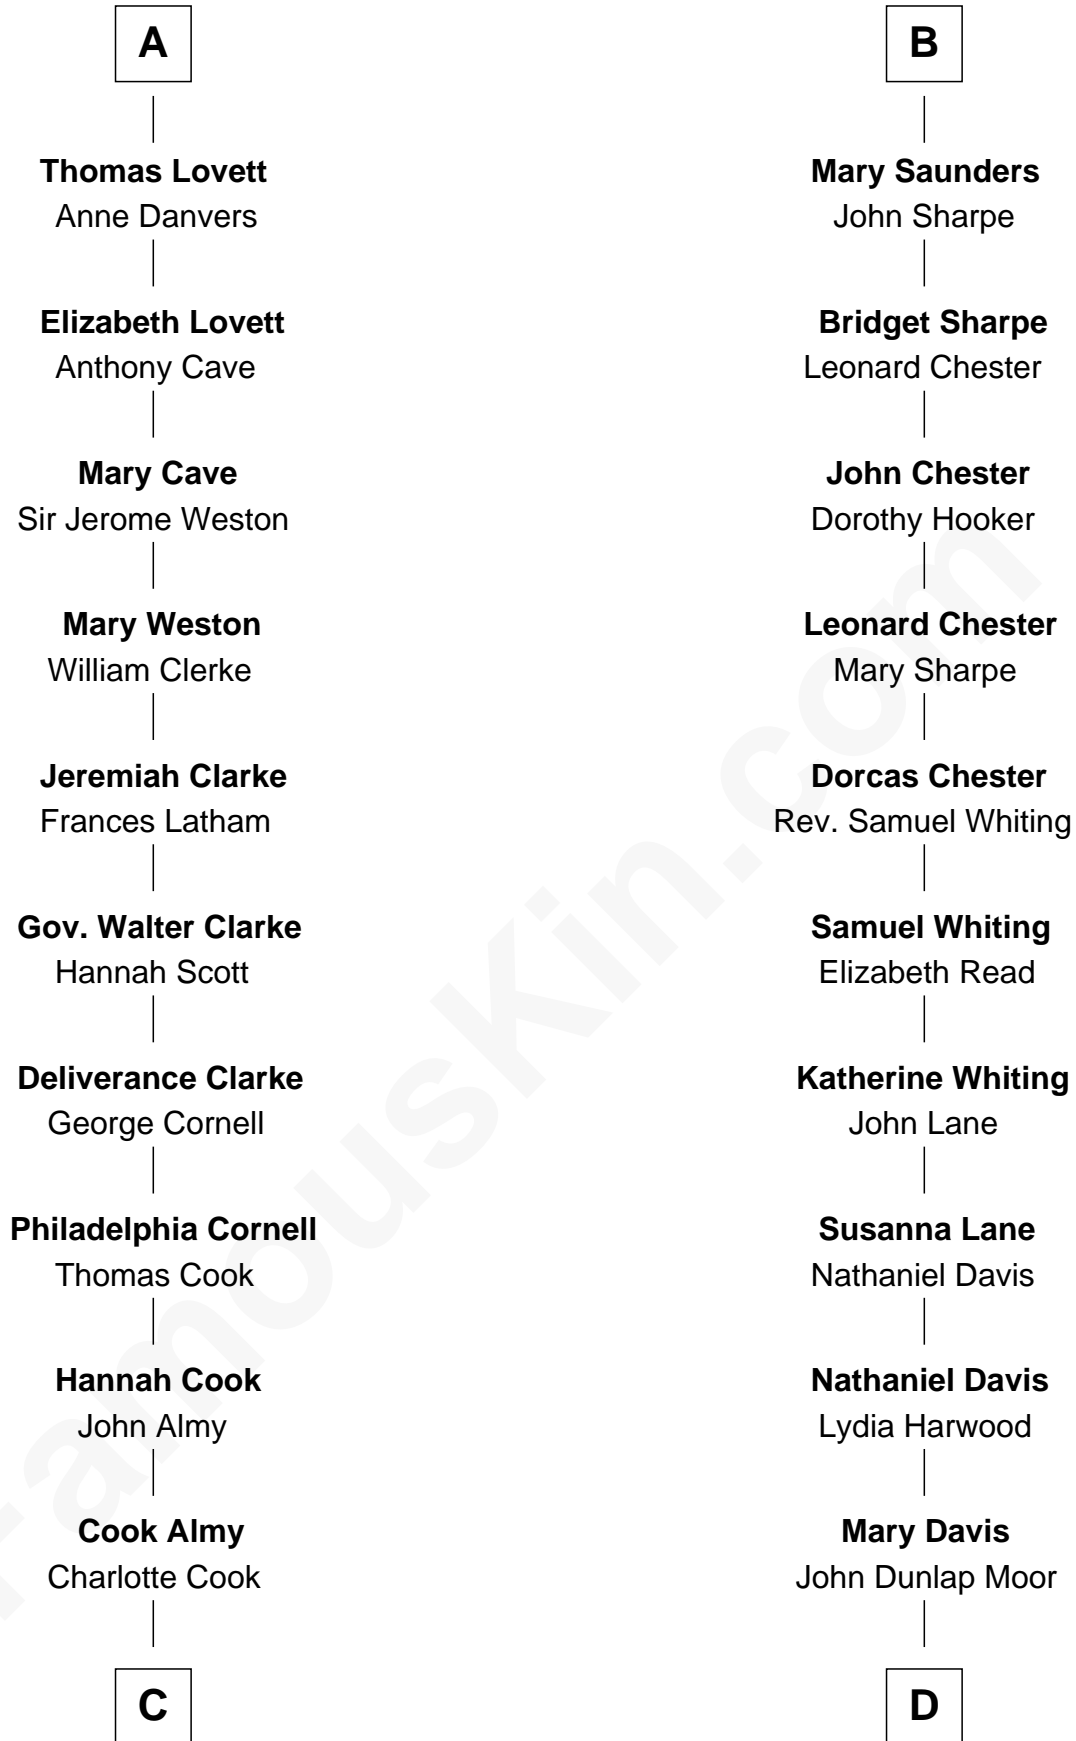 A
Thomas Lovett
Anne Danvers
Elizabeth Lovett
Anthony Cave
Mary Cave
Sir Jerome Weston
Mary Weston
William Clerke
Jeremiah Clarke
Frances Latham
Gov. Walter Clarke
Hannah Scott
Deliverance Clarke
George Cornell
Philadelphia Cornell
Thomas Cook
Hannah Cook
John Almy
Cook Almy
Charlotte Cook
C
B
Mary Saunders
John Sharpe
Bridget Sharpe
Leonard Chester
John Chester
Dorothy Hooker
Leonard Chester
Mary Sharpe
Dorcas Chester
Rev. Samuel Whiting
Samuel Whiting
Elizabeth Read
Katherine Whiting
John Lane
Susanna Lane
Nathaniel Davis
Nathaniel Davis
Lydia Harwood
Mary Davis
John Dunlap Moor
D
FamousKin.com